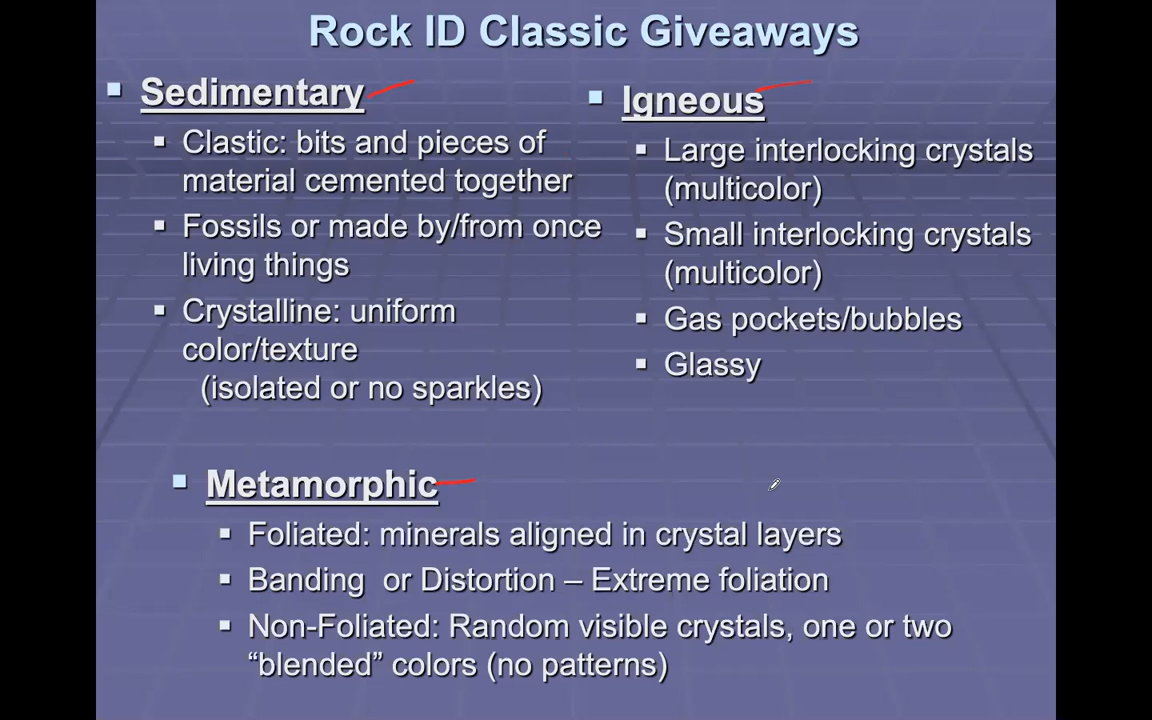 Rock ID Classic Giveaways
Sedimentary
Clastic: bits and pieces of
material cemented together
Fossils or made by/from once
living things
Crystalline: uniform
color/texture
(isolated or no sparkles)
Igneous
Large interlocking crystals
(multicolor)
Small interlocking crystals
(multicolor)
Gas pockets/bubbles
Glassy
Metamorphic
Foliated: minerals aligned in crystal layers
Banding or Distortion – Extreme foliation
Non-Foliated: Random visible crystals, one or two
“blended” colors (no patterns)